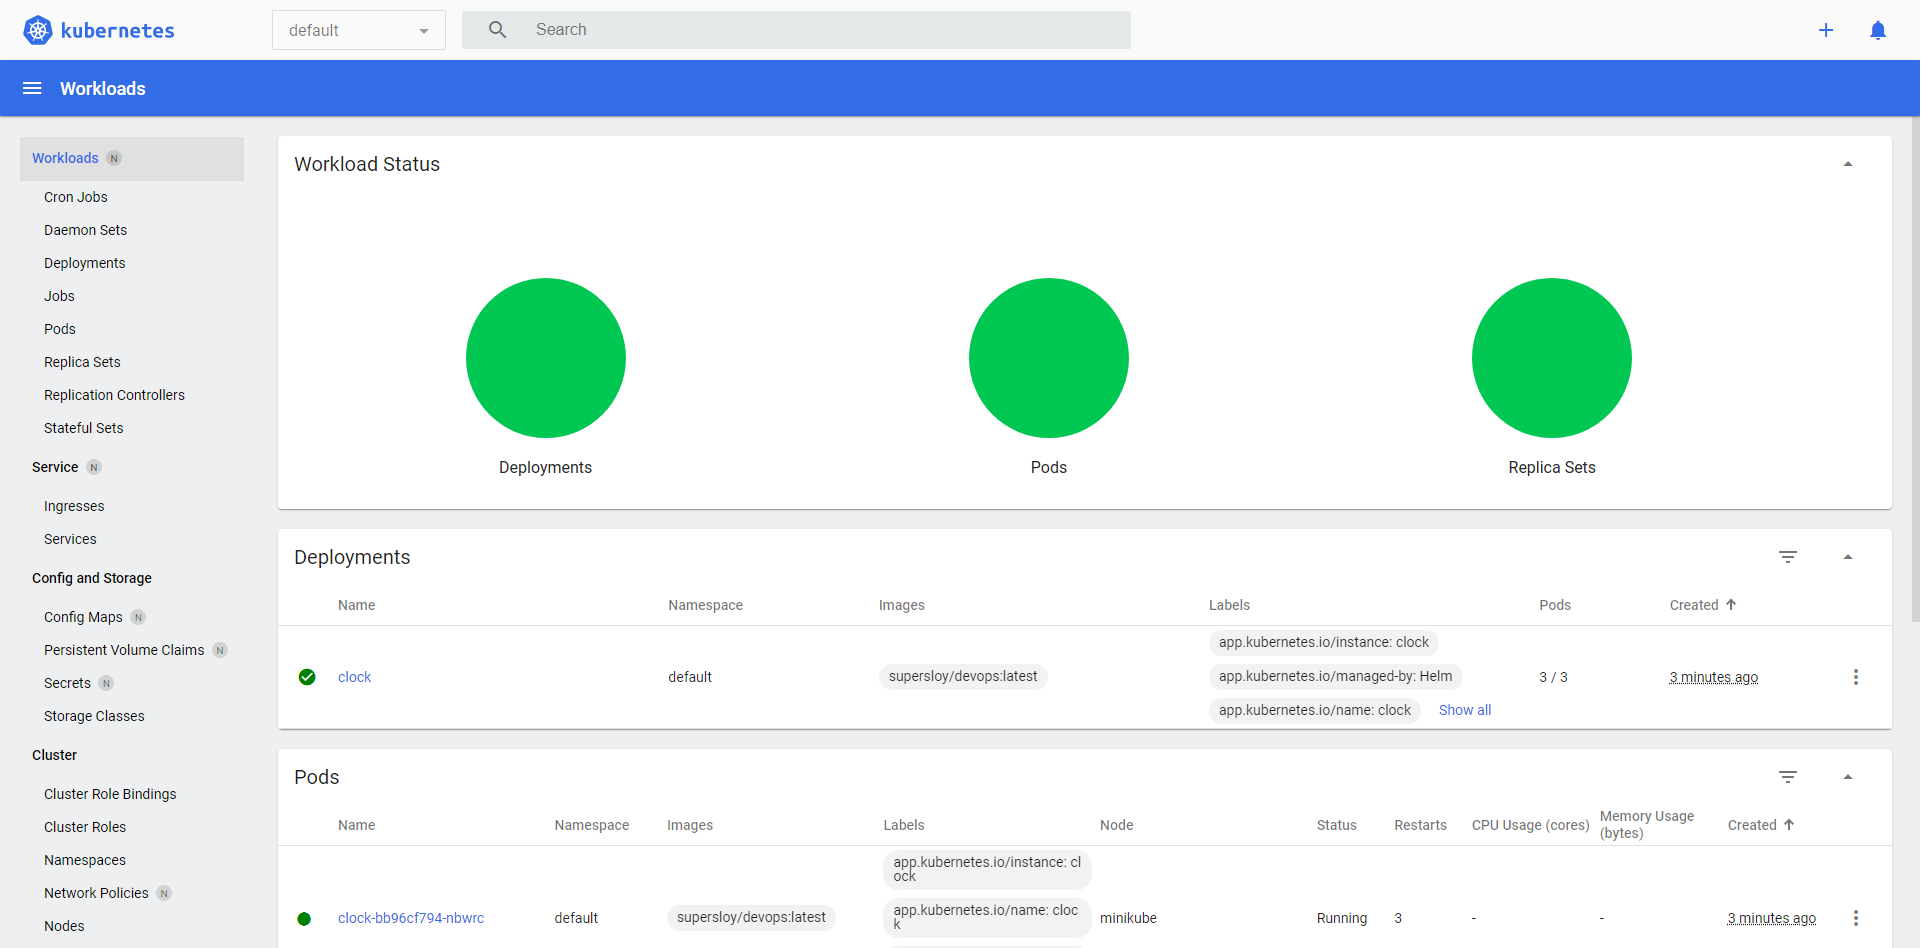 kubernetes
default
Search
Workloads
Workloads N
Cron Jobs
Daemon Sets
Deployments
Jobs
Pods
Replica Sets
Replication Controllers
Stateful Sets
Service N
Ingresses
Services
Config and Storage
Config Maps N
Persistent Volume Claims N
Secrets N
Storage Classes
Cluster
Cluster Role Bindings
Cluster Roles
Namespaces
Network Policies N
Nodes
Workload Status
Deployments
Pods
Replica Sets
Deployments
Name Namespace Images Labels Pods Created
app.kubernetes.io/instance: clock
clock default supersloy/devops:latest app.kubernetes.io/managed-by: Helm 3 / 3 3 minutes ago
app.kubernetes.io/name: clock Show all
Pods
Name Namespace Images Labels Node Status Restarts CPU Usage (cores) Memory Usage
(bytes) Created
app.kubernetes.io/instance: cl
ock
app.kubernetes.io/name: cloc
k
clock-bb96cf794-nbwrc default supersloy/devops:latest minikube Running 3 - - 3 minutes ago